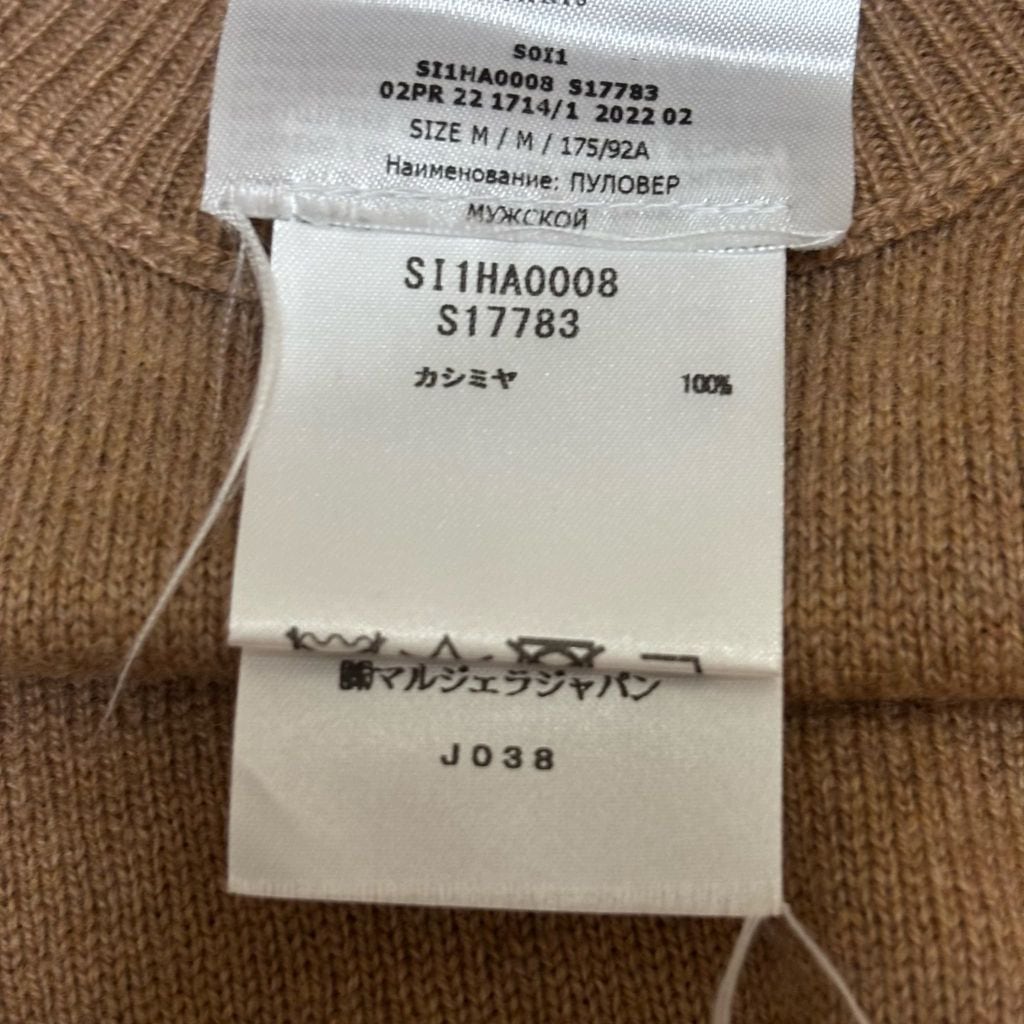 S0I1
SI1HA0008 S17783
02PR 22 1714/1 2022 02
SIZE M / M / 175/92A
Наименование: ПУЛОВЕР
МУЖСКОЙ
SI1HA0008
S17783
カシミヤ 100%
㈱マルジェラジャパン
J038